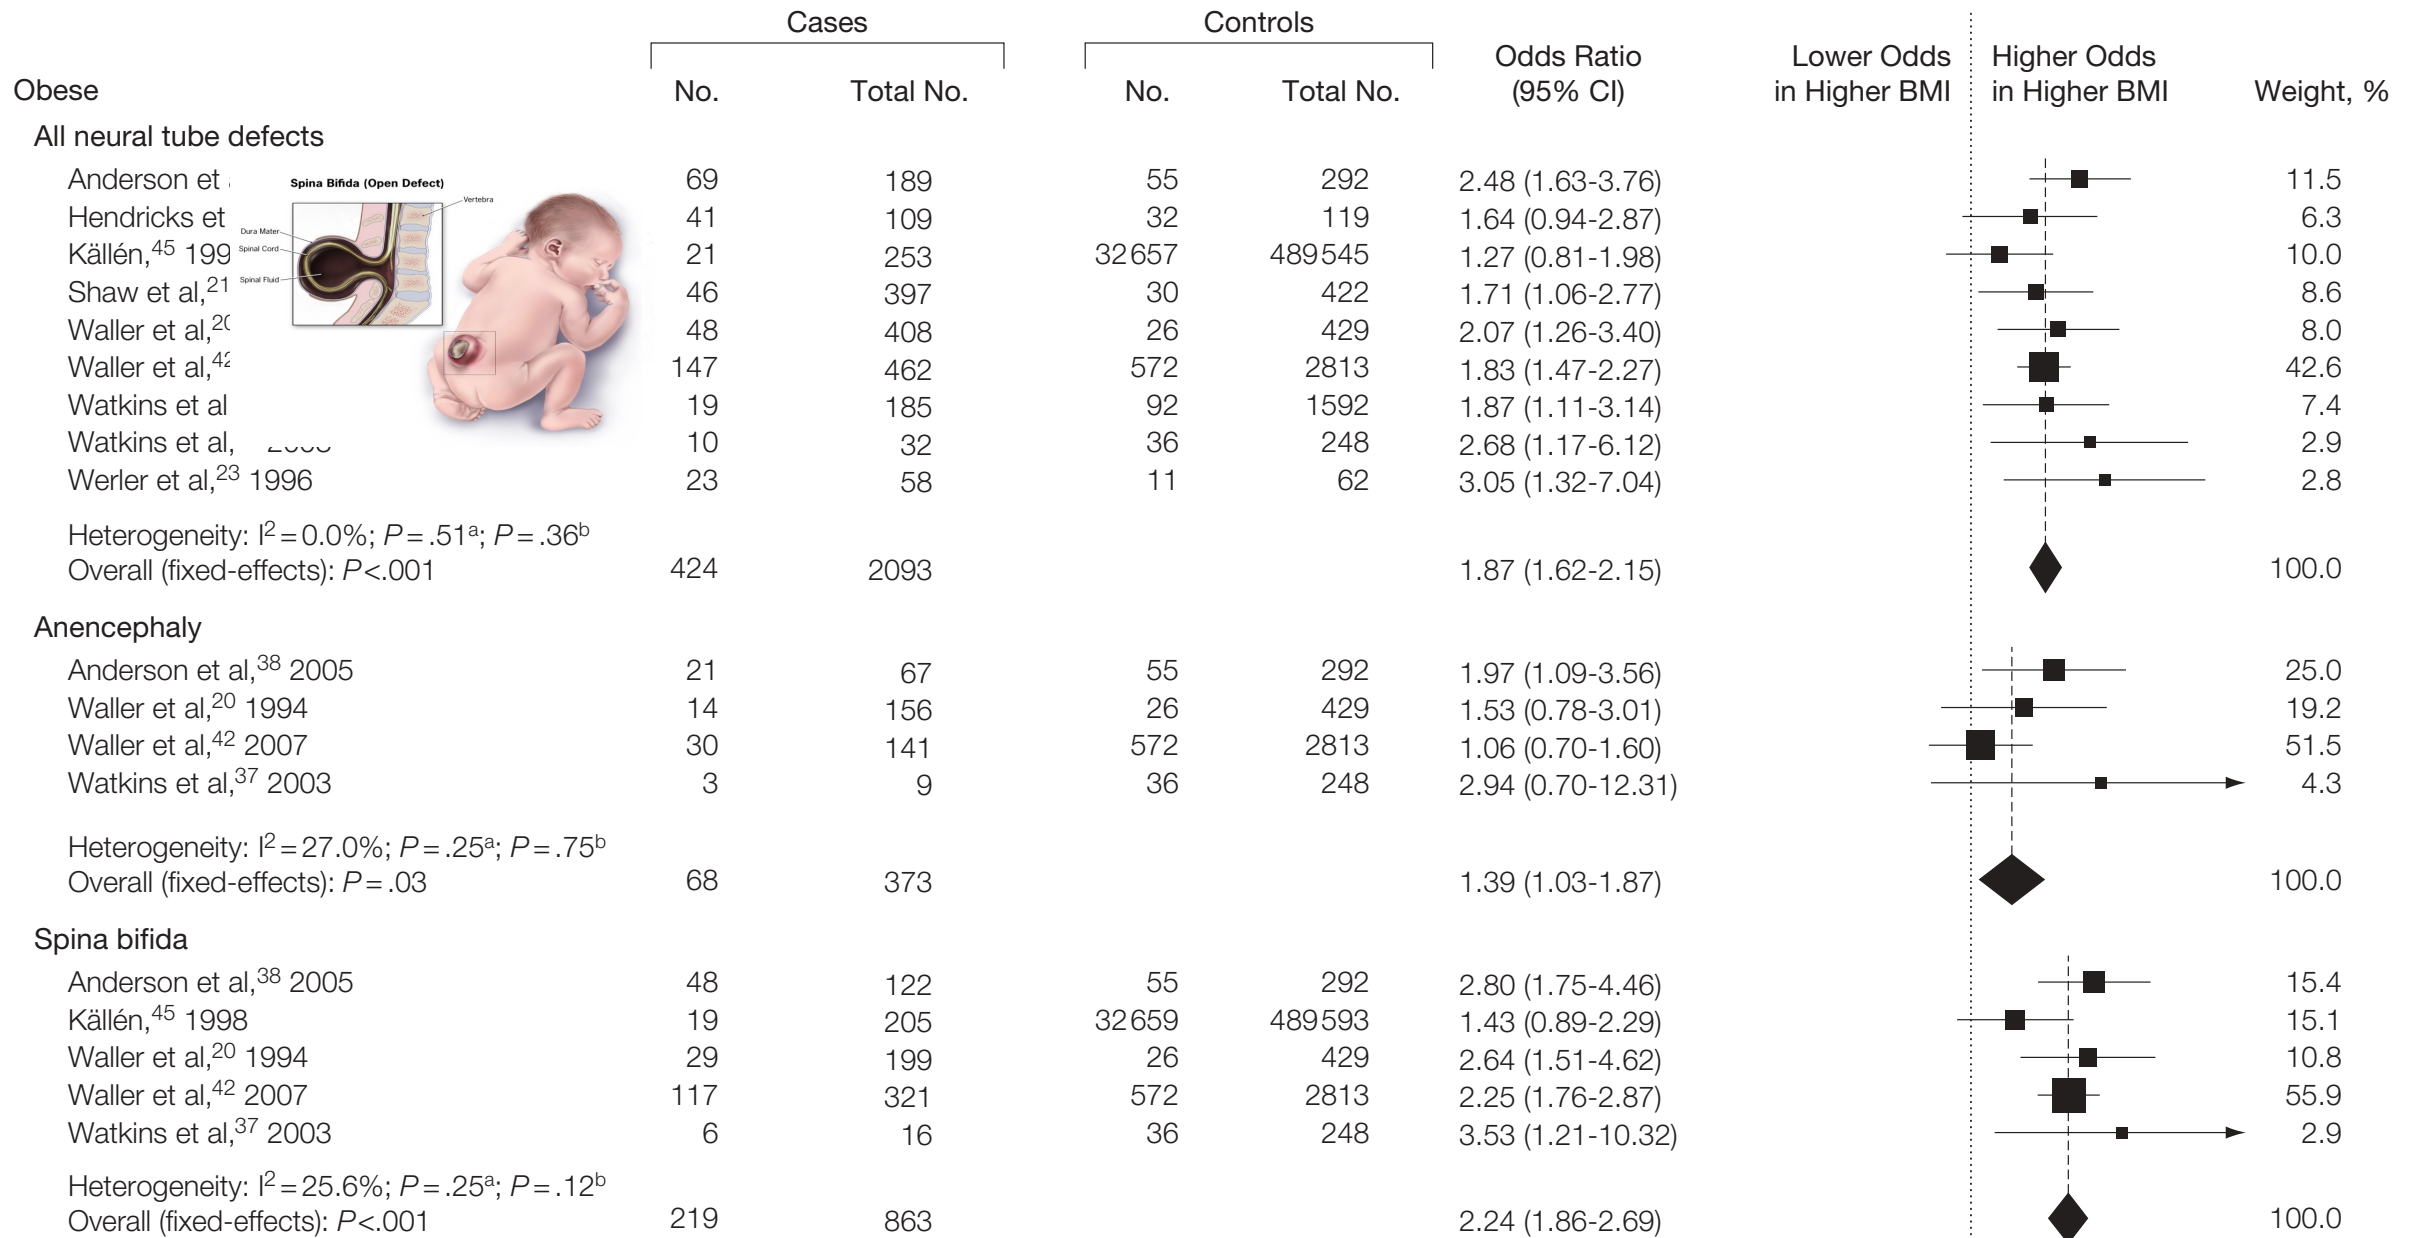 Cases Controls
Odds Ratio Lower Odds Higher Odds
Obese No. Total No. No. Total No. (95% CI) in Higher BMI in Higher BMI Weight, %
All neural tube defects
Anderson et 69 189 55 292 2.48 (1.63-3.76) 11.5
Hendricks et 41 109 32 119 1.64 (0.94-2.87) 6.3
Källén,45 21 253 32657 489545 1.27 (0.81-1.98) 10.0
Shaw et al,21 46 397 30 422 1.71 (1.06-2.77) 8.6
Waller et al,20 48 408 26 429 2.07 (1.26-3.40) 8.0
Waller et al,42 147 462 572 2813 1.83 (1.47-2.27) 42.6
Watkins et al 19 185 92 1592 1.87 (1.11-3.14) 7.4
Watkins et al, 10 32 36 248 2.68 (1.17-6.12) 2.9
Werler et al,23 1996 23 58 11 62 3.05 (1.32-7.04) 2.8
Spina Bifida (Open Defect)
Vertebra
Dura Mater
Spinal Cord
Spinal Fluid
Heterogeneity: I2=0.0%; P=.51a; P=.36b
Overall (fixed-effects): P<.001 424 2093 1.87 (1.62-2.15) 100.0
Anencephaly
Anderson et al,38 2005 21 67 55 292 1.97 (1.09-3.56) 25.0
Waller et al,20 1994 14 156 26 429 1.53 (0.78-3.01) 19.2
Waller et al,42 2007 30 141 572 2813 1.06 (0.70-1.60) 51.5
Watkins et al,37 2003 3 9 36 248 2.94 (0.70-12.31) 4.3
Heterogeneity: I2=27.0%; P=.25a; P=.75b
Overall (fixed-effects): P=.03 68 373 1.39 (1.03-1.87) 100.0
Spina bifida
Anderson et al,38 2005 48 122 55 292 2.80 (1.75-4.46) 15.4
Källén,45 1998 19 205 32659 489593 1.43 (0.89-2.29) 15.1
Waller et al,20 1994 29 199 26 429 2.64 (1.51-4.62) 10.8
Waller et al,42 2007 117 321 572 2813 2.25 (1.76-2.87) 55.9
Watkins et al,37 2003 6 16 36 248 3.53 (1.21-10.32) 2.9
Heterogeneity: I2=25.6%; P=.25a; P=.12b
Overall (fixed-effects): P<.001 219 863 2.24 (1.86-2.69) 100.0